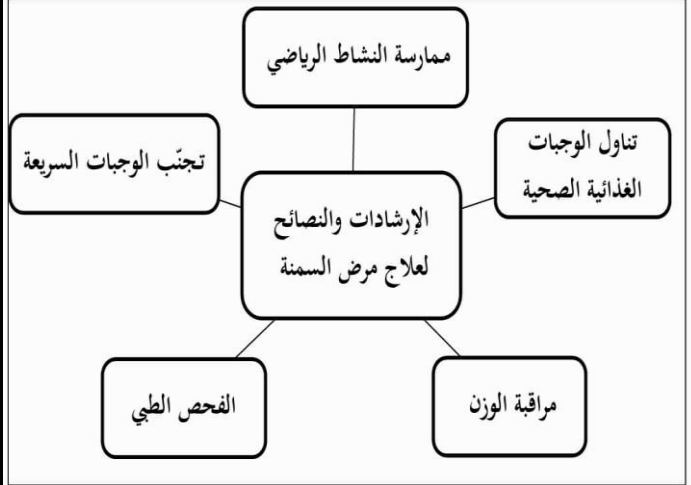 ممارسة النشاط الرياضي
تناول الوجبات
الغذائية الصحية
تجنّب الوجبات السريعة
الإرشادات والنصائح
لعلاج مرض السمنة
مراقبة الوزن
الفحص الطبي